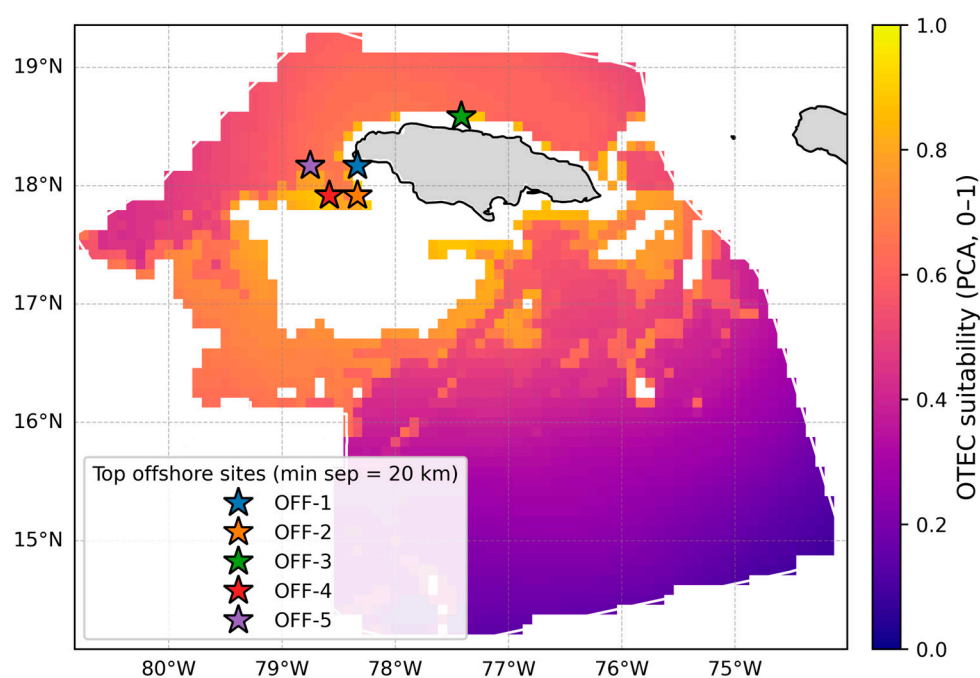 19°N
18°N
17°N
16°N
15°N
80°W
79°W
78°W
77°W
76°W
75°W
Top offshore sites (min sep = 20 km)
OFF-1
OFF-2
OFF-3
OFF-4
OFF-5
1.0
0.8
0.6
0.4
0.2
0.0
OTEC suitability (PCA, 0–1)